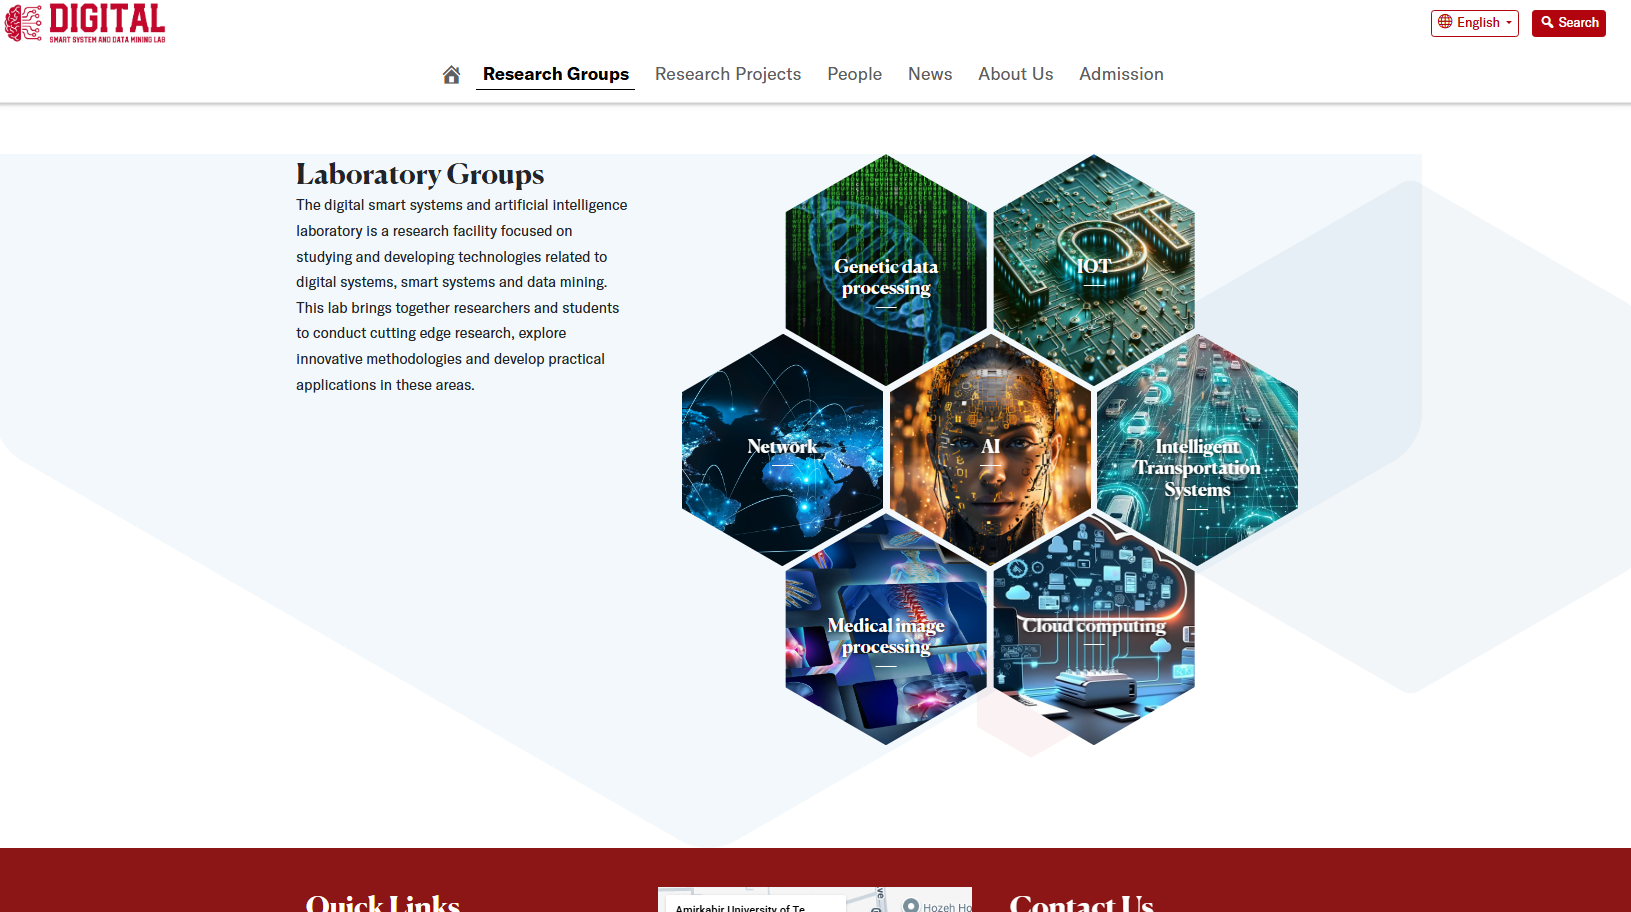 DIGITAL
SMART SYSTEM AND DATA MINING LAB
English
Search
Research Groups
Research Projects
People
News
About Us
Admission
Laboratory Groups
The digital smart systems and artificial intelligence
laboratory is a research facility focused on
studying and developing technologies related to
digital systems, smart systems and data mining.
This lab brings together researchers and students
to conduct cutting edge research, explore
innovative methodologies and develop practical
applications in these areas.
Genetic data
processing
IOT
IOT
Network
AI
Intelligent
Transportation
Systems
Medical image
processing
Cloud computing
Quick Links
Amirkabir University of Te
ve
Hozeh Ho
Contact Us